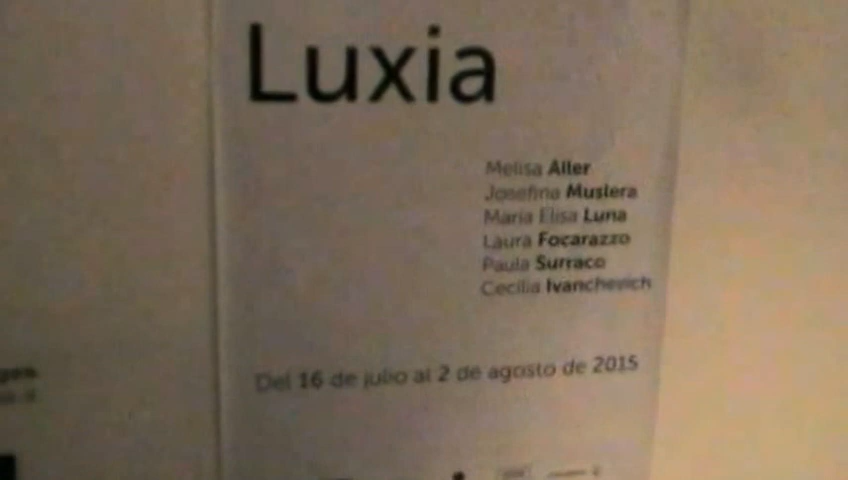 Luxia
Melisa Aller
Josefina Muslera
María Elisa Luna
Laura Focarazzo
Paula Surraco
Cecilia Ivanchevich
Del 16 de julio al 2 de agosto de 2015